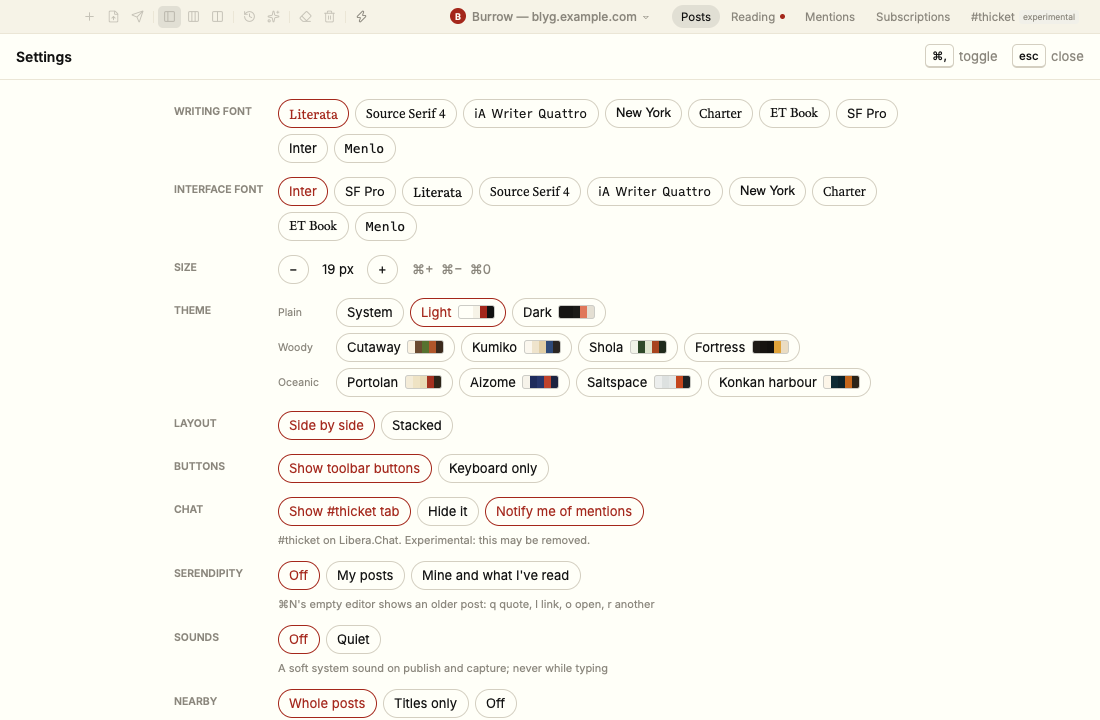 B Burrow — blyg.example.com Posts Reading Mentions Subscriptions #thicket experimental
Settings ⌘, toggle esc close
WRITING FONT Literata Source Serif 4 iA Writer Quattro New York Charter ET Book SF Pro
Inter Menlo
INTERFACE FONT Inter SF Pro Literata Source Serif 4 iA Writer Quattro New York Charter
ET Book Menlo
SIZE − 19 px + ⌘+ ⌘− ⌘0
THEME Plain System Light Dark
Woody Cutaway Kumiko Shola Fortress
Oceanic Portolan Aizome Saltspace Konkan harbour
LAYOUT Side by side Stacked
BUTTONS Show toolbar buttons Keyboard only
CHAT Show #thicket tab Hide it Notify me of mentions
#thicket on Libera.Chat. Experimental: this may be removed.
SERENDIPITY Off My posts Mine and what I've read
⌘N's empty editor shows an older post: q quote, l link, o open, r another
SOUNDS Off Quiet
A soft system sound on publish and capture; never while typing
NEARBY Whole posts Titles only Off